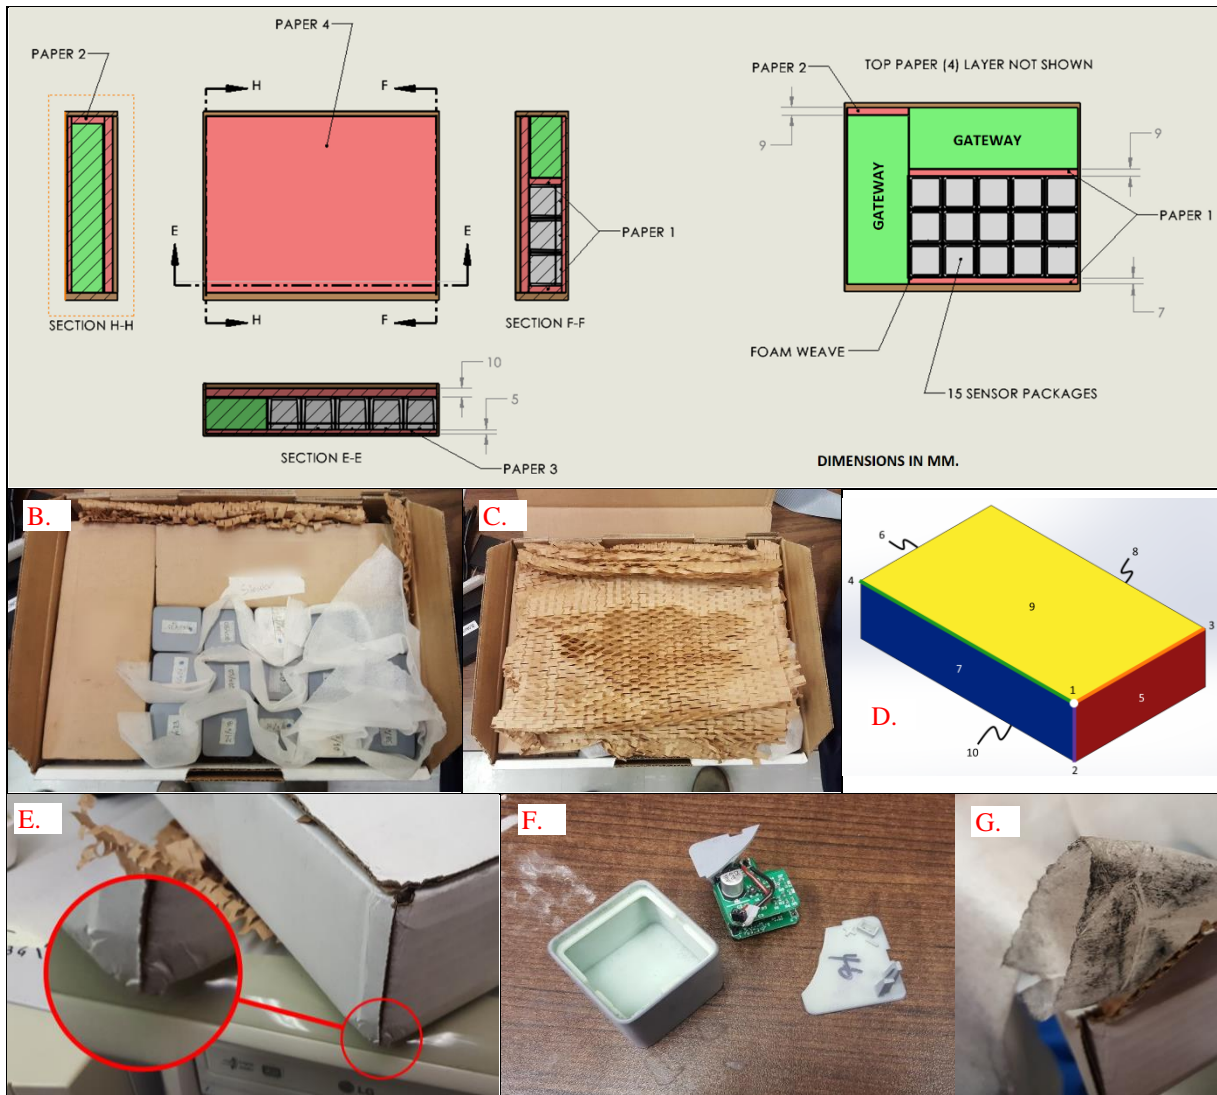 PAPER 4
PAPER 2
H
F
E
E
H
F
SECTION H-H
PAPER 1
SECTION F-F
10
5
SECTION E-E
PAPER 3
TOP PAPER (4) LAYER NOT SHOWN
PAPER 2
9
GATEWAY
GATEWAY
9
PAPER 1
7
FOAM WEAVE
15 SENSOR PACKAGES
DIMENSIONS IN MM.
B.
C.
D.
6
8
4
9
3
7
1
5
10
2
E.
LG
F.
G.